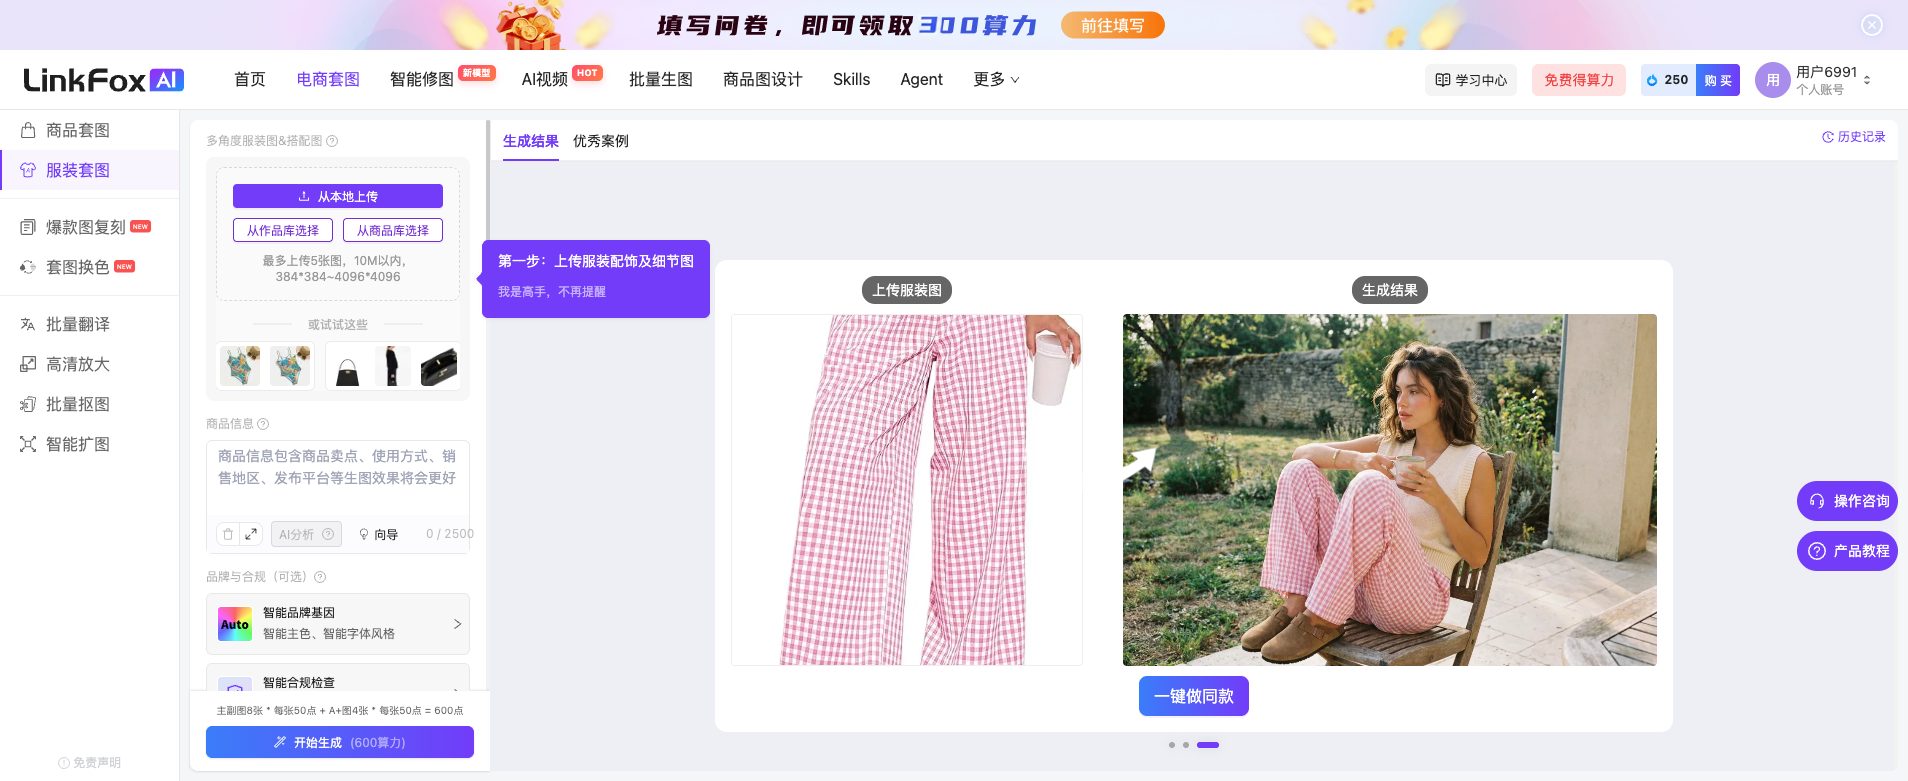 填写问卷，即可领取300算力
前往填写
LinkFox AI
首页
电商套图
智能修图
新模型
AI视频
HOT
批量生图
商品图设计
Skills
Agent
更多
学习中心
免费得算力
250
购买
用
用户6991
个人账号
商品套图
服装套图
爆款图复刻
NEW
套图换色
NEW
批量翻译
高清放大
批量抠图
智能扩图
免责声明
多角度服装图&搭配图
从本地上传
从作品库选择
从商品库选择
最多上传5张图，10M以内，
384*384~4096*4096
或试试这些
商品信息
商品信息包含商品卖点、使用方式、销
售地区、发布平台等生图效果将会更好
AI分析
向导
0 / 2500
品牌与合规（可选）
Auto
智能品牌基因
智能主色、智能字体风格
智能合规检查
主副图8张 * 每张50点 + A+图4张 * 每张50点 = 600点
开始生成
(600算力)
第一步：上传服装配饰及细节图
我是高手，不再提醒
生成结果
优秀案例
历史记录
上传服装图
生成结果
一键做同款
操作咨询
产品教程